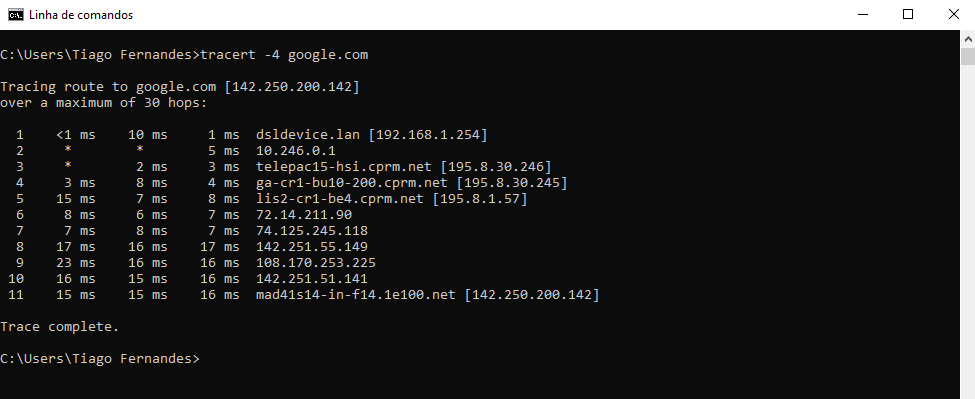 Linha de comandos
C:\Users\Tiago Fernandes>tracert -4 google.com
Tracing route to google.com [142.250.200.142]
over a maximum of 30 hops:
1 <1 ms 10 ms 1 ms dsldevice.lan [192.168.1.254]
2 * * 5 ms 10.246.0.1
3 * 2 ms 3 ms telepac15-hsi.cprm.net [195.8.30.246]
4 3 ms 8 ms 4 ms ga-cr1-bu10-200.cprm.net [195.8.30.245]
5 15 ms 7 ms 8 ms lis2-cr1-be4.cprm.net [195.8.1.57]
6 8 ms 6 ms 7 ms 72.14.211.90
7 7 ms 8 ms 7 ms 74.125.245.118
8 17 ms 16 ms 17 ms 142.251.55.149
9 23 ms 16 ms 16 ms 108.170.253.225
10 16 ms 15 ms 16 ms 142.251.51.141
11 15 ms 15 ms 16 ms mad41s14-in-f14.1e100.net [142.250.200.142]
Trace complete.
C:\Users\Tiago Fernandes>